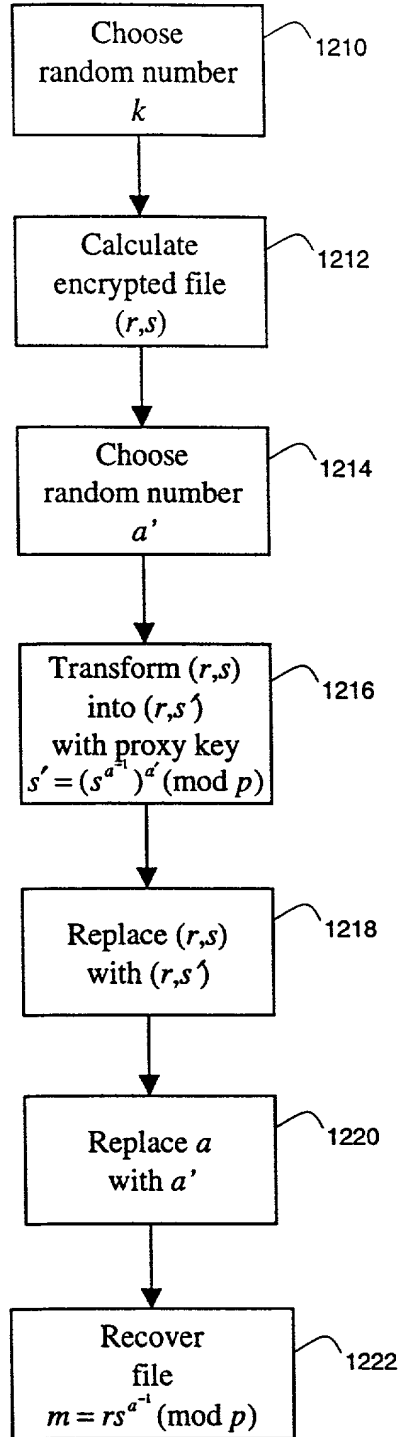 Choose
random number
k
1210
Calculate
encrypted file
(r,s)
1212
Choose
random number
a'
1214
Transform (r,s)
into (r,s')
with proxy key
s' = (s^{a^{-1}})^{a'} (mod p)
1216
Replace (r,s)
with (r,s')
1218
Replace a
with a'
1220
Recover
file
m = rs^{a^{-1}} (mod p)
1222